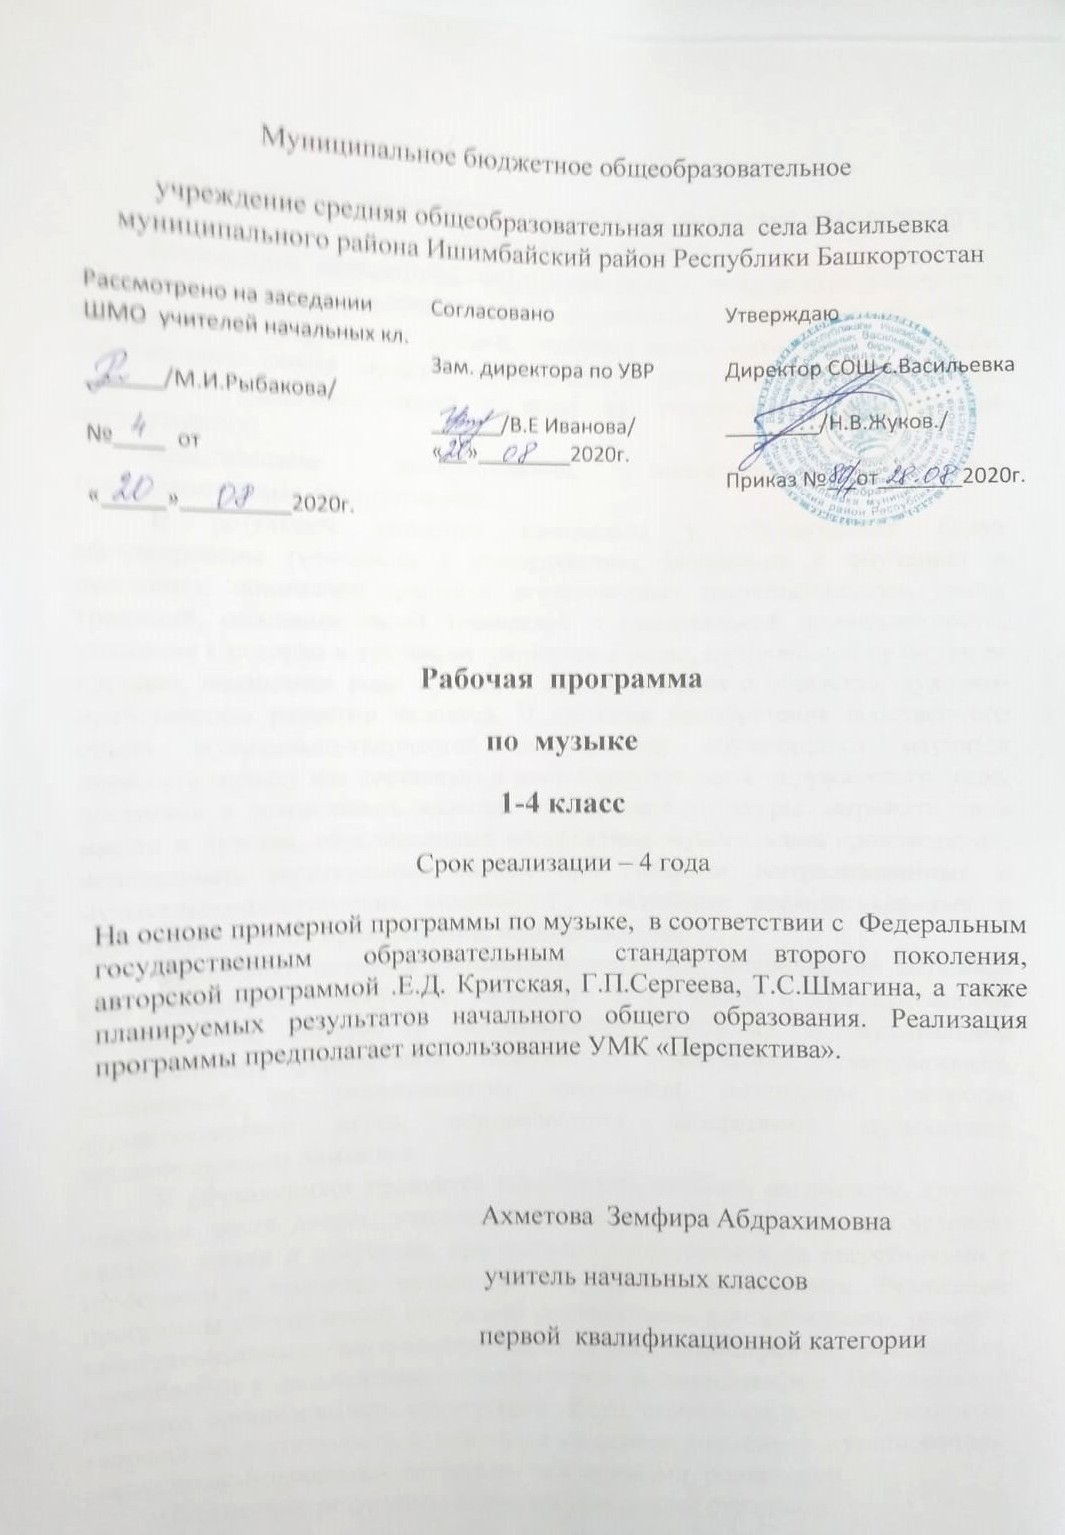 Муниципальное бюджетное общеобразовательное
учреждение средняя общеобразовательная школа села Васильевка
муниципального района Ишимбайский район Республики Башкортостан
Рассмотрено на заседании
ШМО учителей начальных кл.
______/М.И.Рыбакова/
№ 4 от
« 20 » 08 2020г.
Согласовано
Зам. директора по УВР
______/В.Е Иванова/
«20» 08 2020г.
Утверждаю
Директор СОШ с.Васильевка
________/Н.В.Жуков./
Приказ № от 28.08 2020г.
Рабочая программа
по музыке
1-4 класс
Срок реализации – 4 года
На основе примерной программы по музыке, в соответствии с Федеральным
государственным образовательным стандартом второго поколения,
авторской программой .Е.Д. Критская, Г.П.Сергеева, Т.С.Шмагина, а также
планируемых результатов начального общего образования. Реализация
программы предполагает использование УМК «Перспектива».
Ахметова Земфира Абдрахимовна
учитель начальных классов
первой квалификационной категории